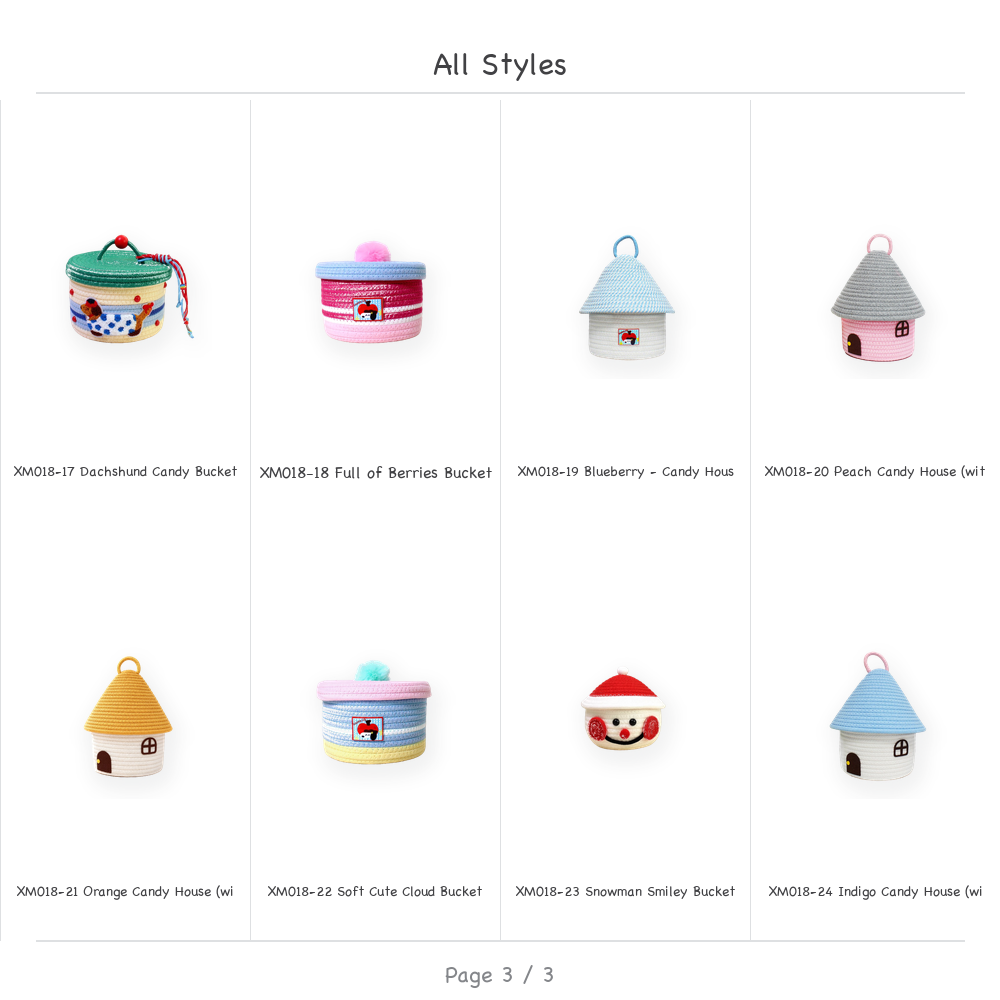 All Styles
XM018-17 Dachshund Candy Bucket
XM018-18 Full of Berries Bucket
XM018-19 Blueberry - Candy Hous
XM018-20 Peach Candy House (wit
XM018-21 Orange Candy House (wi
XM018-22 Soft Cute Cloud Bucket
XM018-23 Snowman Smiley Bucket
XM018-24 Indigo Candy House (wi
Page 3 / 3